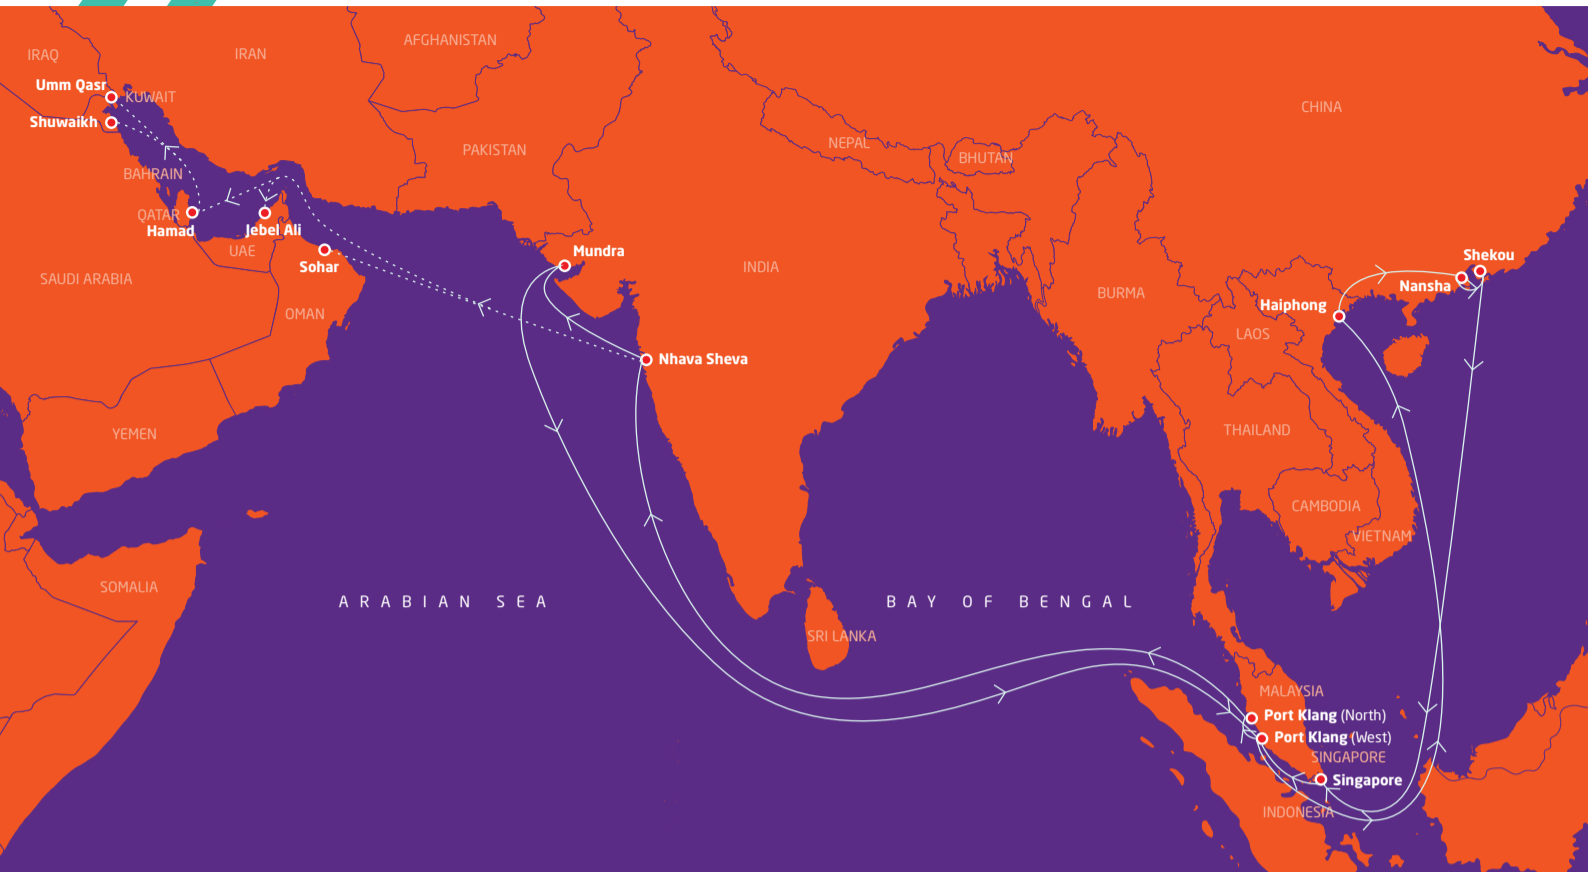 AFGHANISTAN
IRAQ
IRAN
Umm Qasr
KUWAIT
CHINA
Shuwaikh
NEPAL
PAKISTAN
BHUTAN
BAHRAIN
QATAR
Hamad
Jebel Ali
UAE
Mundra
Sohar
Shekou
INDIA
SAUDI ARABIA
Nansha
BURMA
Haiphong
OMAN
LAOS
Nhava Sheva
YEMEN
THAILAND
CAMBODIA
VIETNAM
SOMALIA
ARABIAN SEA
BAY OF BENGAL
SRI LANKA
MALAYSIA
Port Klang (North)
Port Klang (West)
SINGAPORE
Singapore
INDONESIA